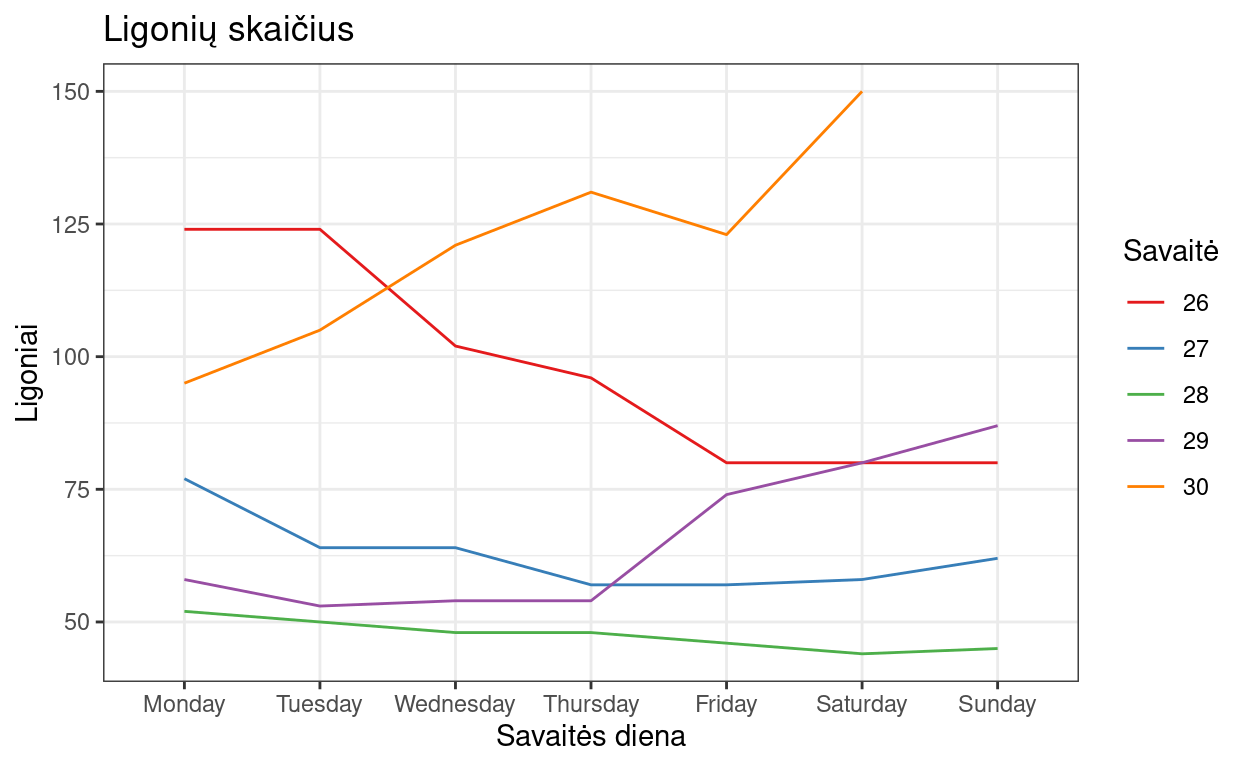 Ligonių skaičius
150
125
100
75
50
Ligoniai
Monday Tuesday Wednesday Thursday Friday Saturday Sunday
Savaitės diena
Savaitė
26
27
28
29
30